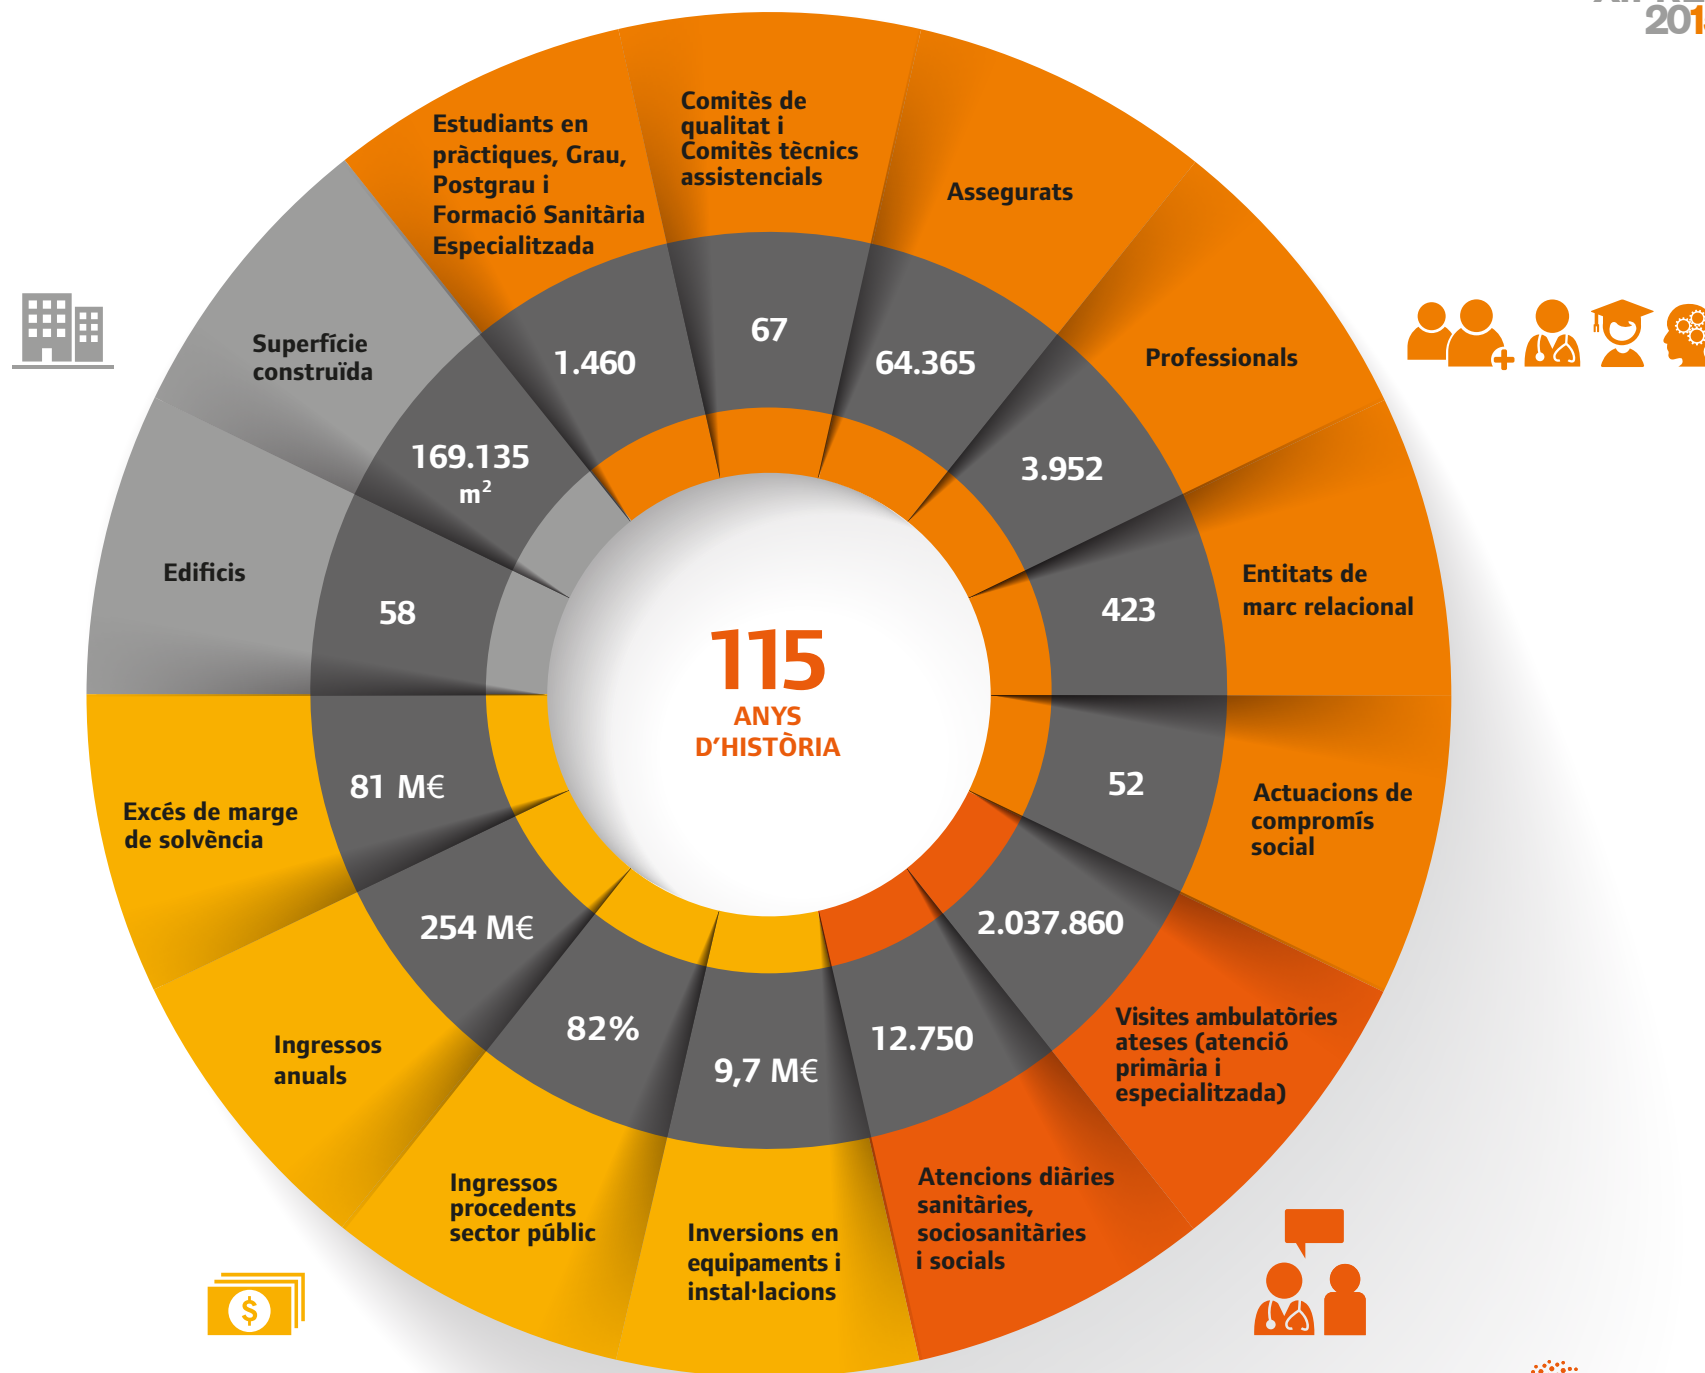 Comitès de
qualitat i
Comitès tècnics
assistencials
67
Assegurats
64.365
Professionals
3.952
Entitats de
marc relacional
423
Actuacions de
compromís
social
52
Visites ambulatòries
ateses (atenció
primària i
especialitzada)
2.037.860
Atencions diàries
sanitàries,
sociosanitàries
i socials
12.750
Inversions en
equipaments i
instal·lacions
9,7 M€
Ingressos
procedents
sector públic
82%
Ingressos
anuals
254 M€
Excés de marge
de solvència
81 M€
Edificis
58
Superfície
construïda
169.135
m²
Estudiants en
pràctiques, Grau,
Postgrau i
Formació Sanitària
Especialitzada
1.460
115
ANYS
D'HISTÒRIA
$